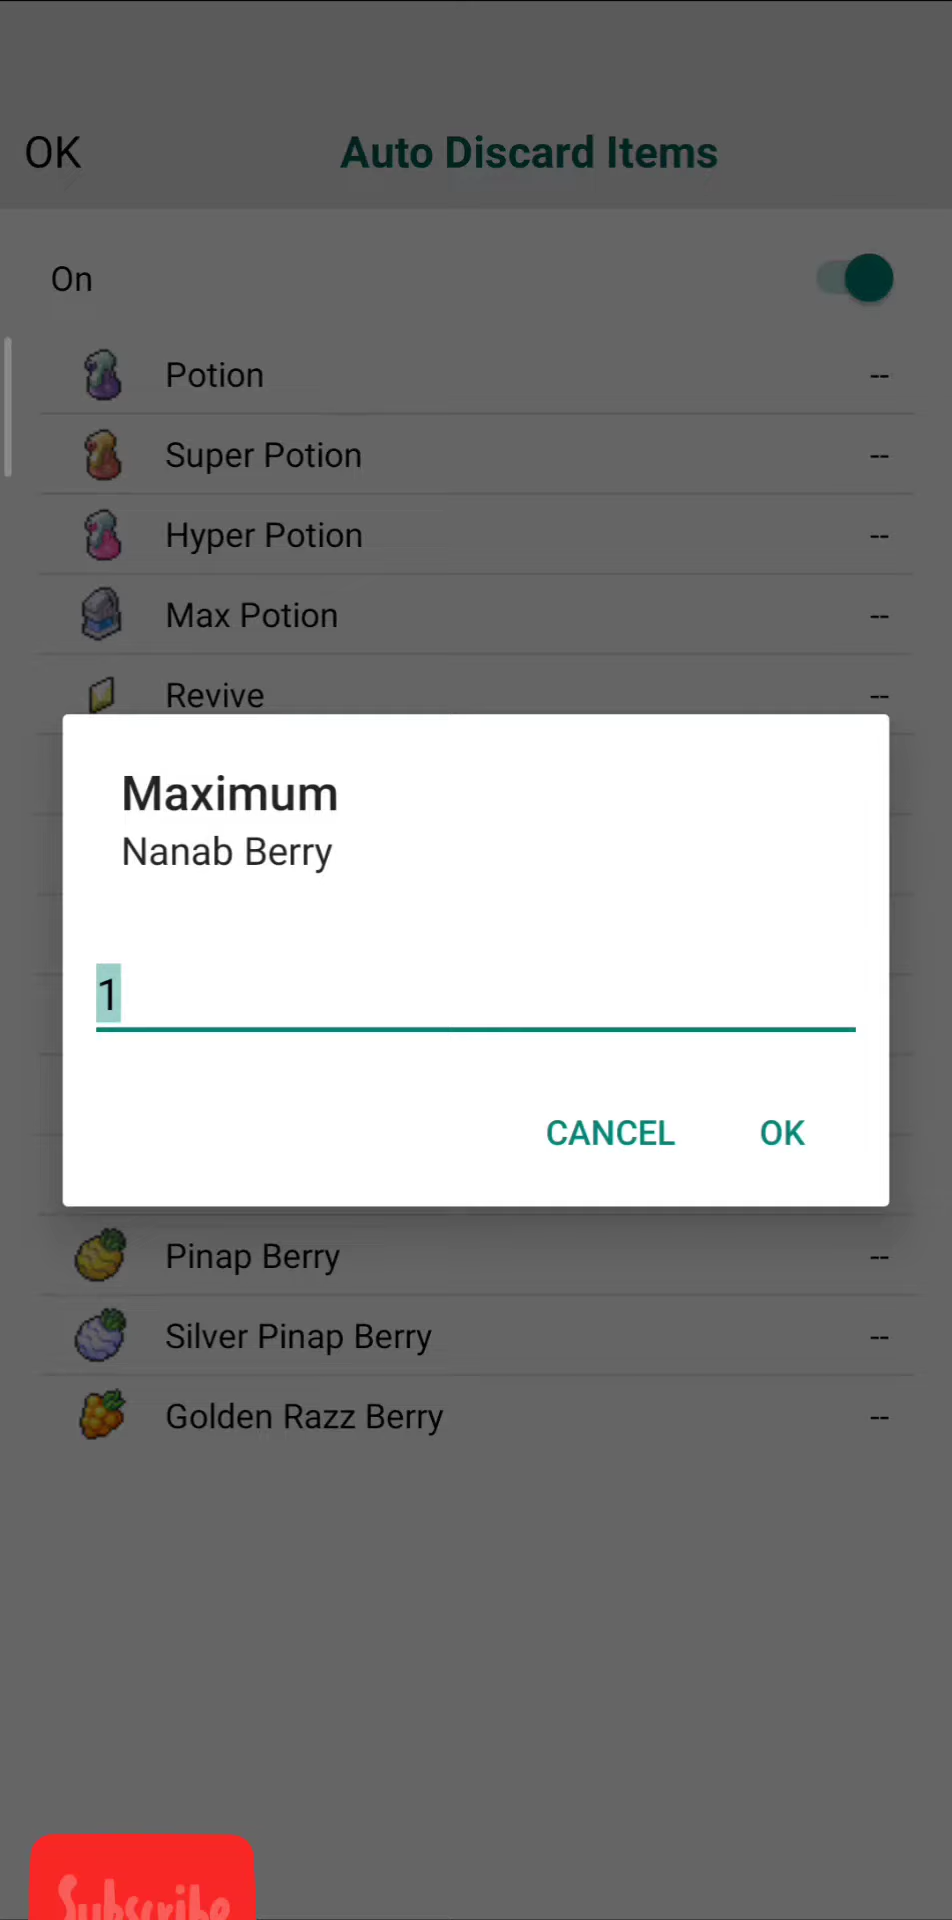 OK
Auto Discard Items
On
Potion --
Super Potion --
Hyper Potion --
Max Potion --
Revive --
Maximum
Nanab Berry
1
CANCEL OK
Pinap Berry --
Silver Pinap Berry --
Golden Razz Berry --
Subscribe